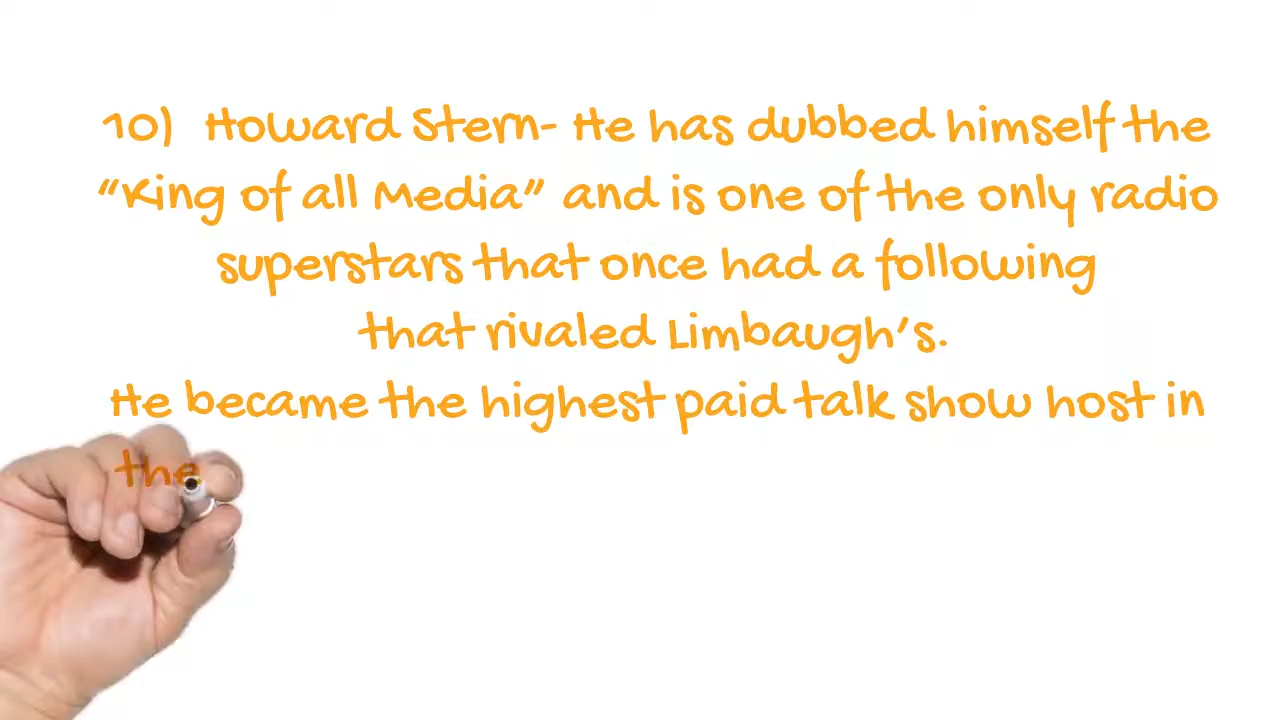 10) Howard Stern- He has dubbed himself the
“King of all Media” and is one of the only radio
superstars that once had a following
that rivaled Limbaugh’s.
He became the highest paid talk show host in
the